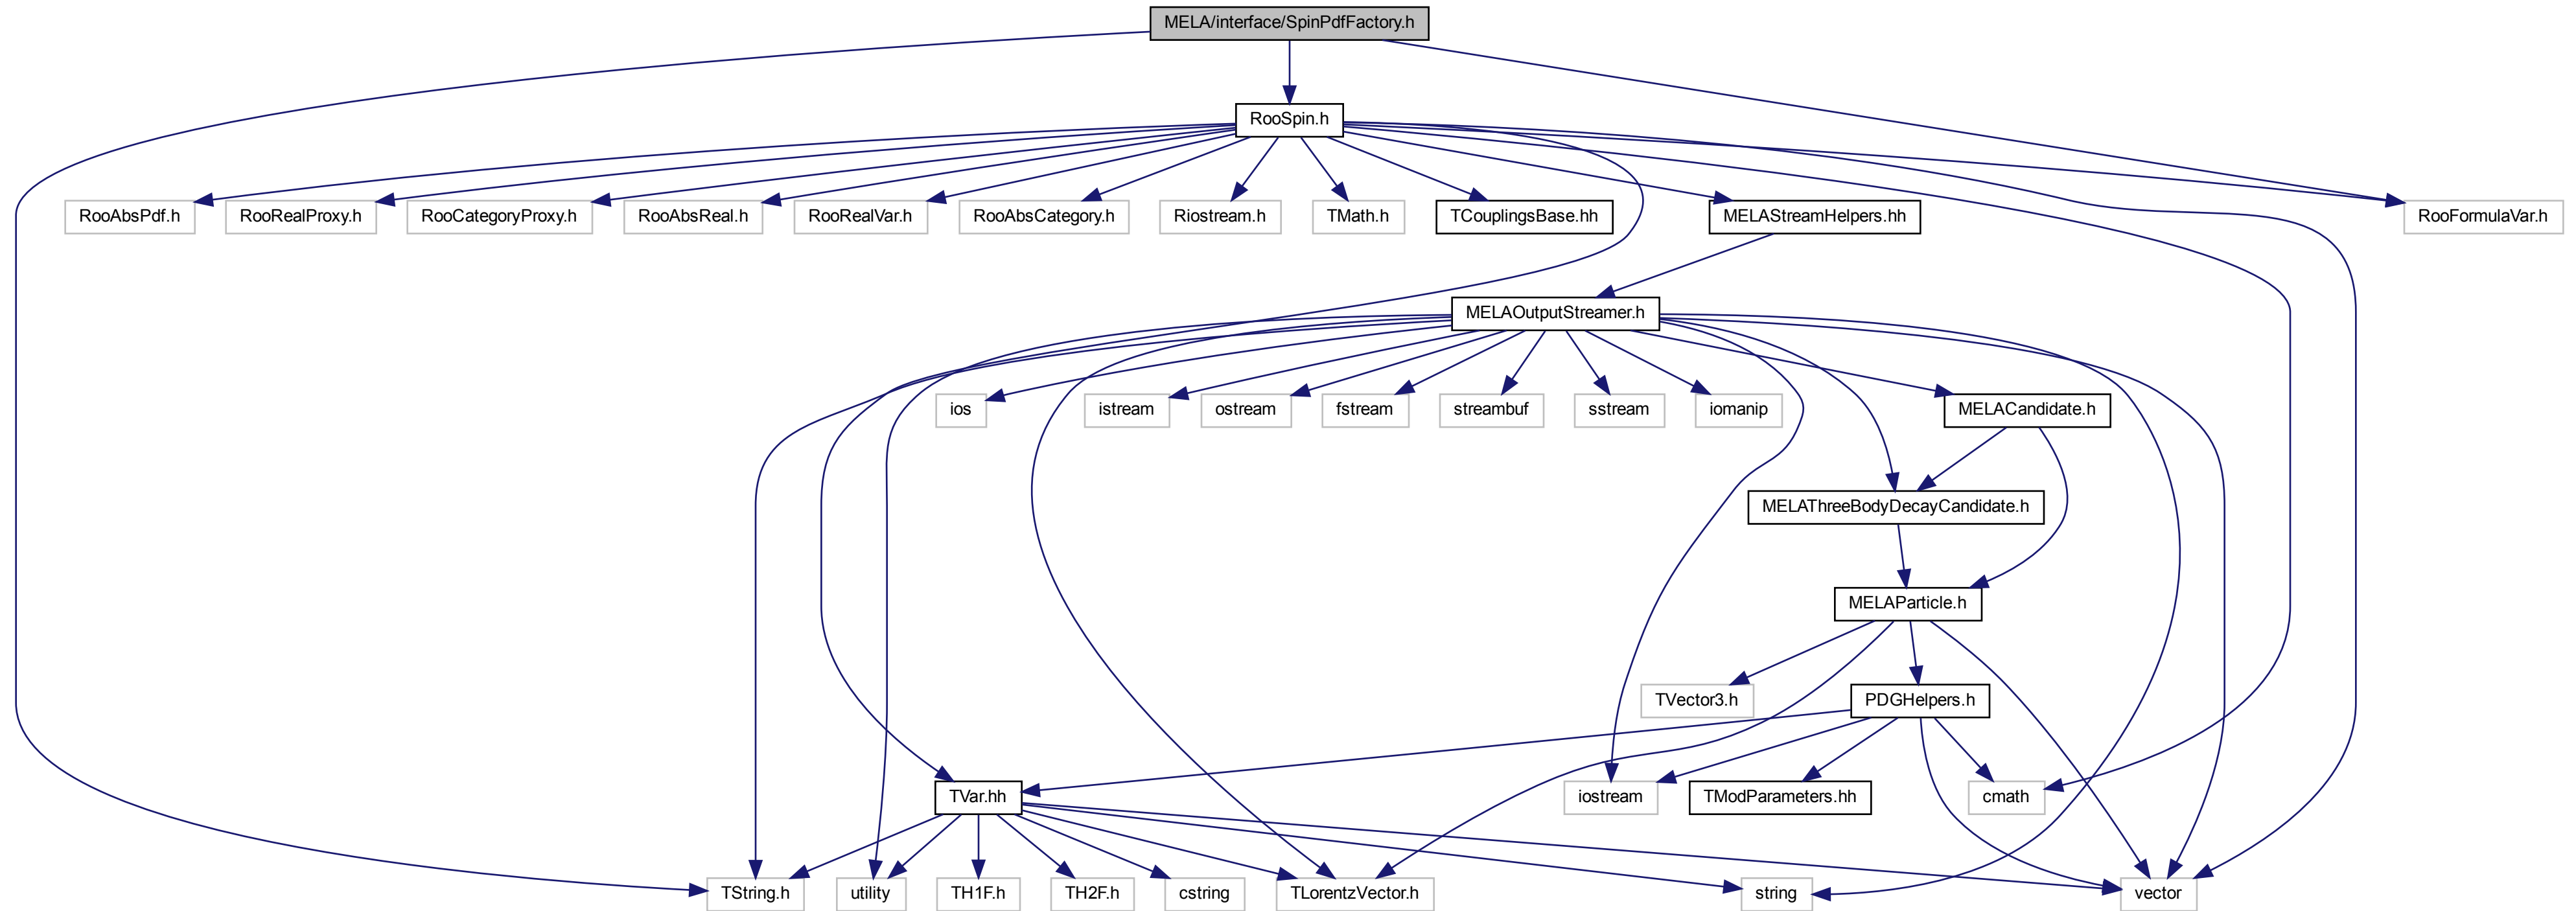 MELA/interface/SpinPdfFactory.h
RooSpin.h
RooAbsPdf.h
RooRealProxy.h
RooCategoryProxy.h
RooAbsReal.h
RooRealVar.h
RooAbsCategory.h
Riostream.h
TMath.h
TCouplingsBase.hh
MELAStreamHelpers.hh
RooFormulaVar.h
MELAOutputStreamer.h
ios
istream
ostream
fstream
streambuf
sstream
iomanip
MELACandidate.h
MELAThreeBodyDecayCandidate.h
MELAParticle.h
TVector3.h
PDGHelpers.h
TVar.hh
iostream
TModParameters.hh
cmath
TString.h
utility
TH1F.h
TH2F.h
cstring
TLorentzVector.h
string
vector